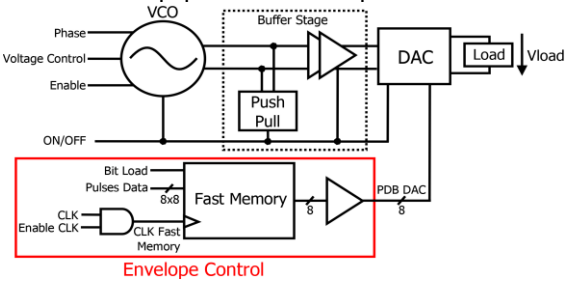 VCO
Buffer Stage
Phase
Voltage Control
Enable
Push
Pull
DAC
Load
Vload
ON/OFF
Bit Load
Pulses Data
8x8
Fast Memory
CLK
Enable CLK
CLK Fast
Memory
8
PDB DAC
8
Envelope Control